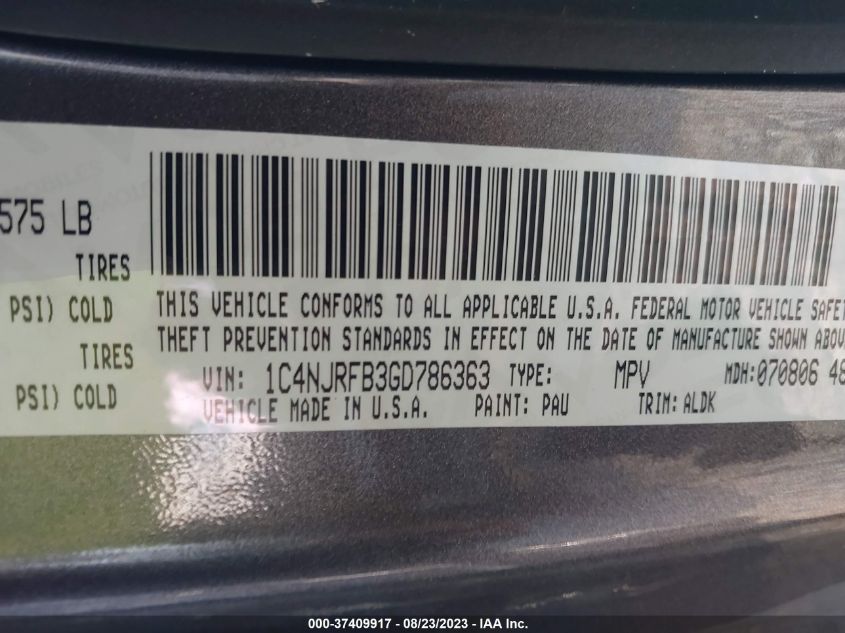 575 LB
TIRES
PSI) COLD
TIRES
PSI) COLD
THIS VEHICLE CONFORMS TO ALL APPLICABLE U.S.A. FEDERAL MOTOR VEHICLE SAFET
THEFT PREVENTION STANDARDS IN EFFECT ON THE DATE OF MANUFACTURE SHOWN ABOV
VIN: 1C4NJRFB3GD786363 TYPE: MPV MDH:070806 48
VEHICLE MADE IN U.S.A. PAINT: PAU TRIM: ALDK
000-37409917 - 08/23/2023 - IAA Inc.